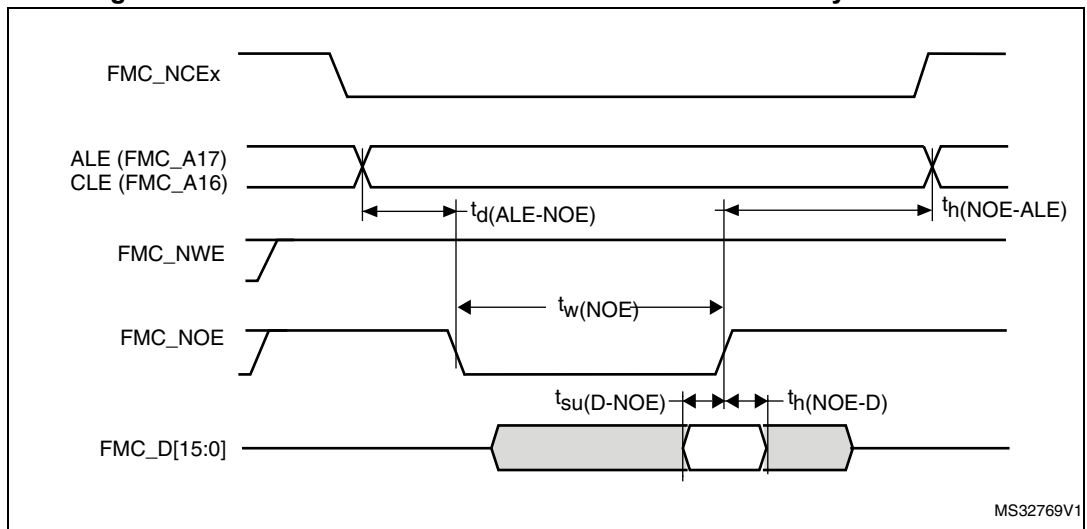 FMC_NCEx
ALE (FMC_A17)
CLE (FMC_A16)
td(ALE-NOE)
th(NOE-ALE)
FMC_NWE
tw(NOE)
FMC_NOE
tsu(D-NOE)
th(NOE-D)
FMC_D[15:0]
MS32769V1